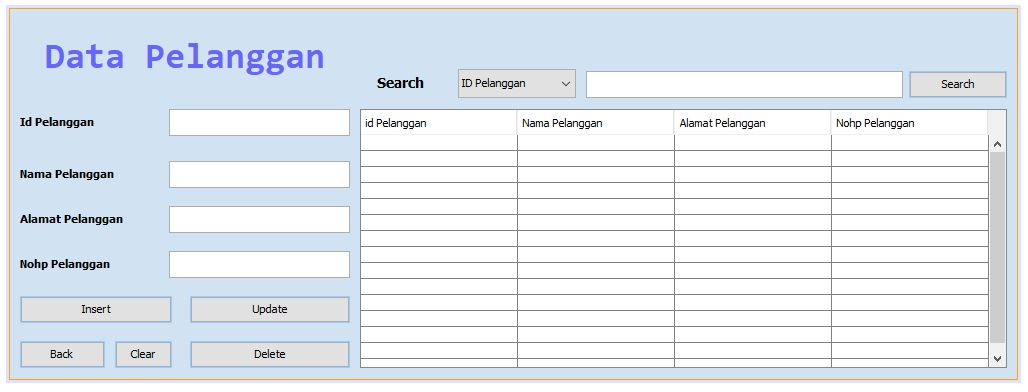 Data Pelanggan
Search ID Pelanggan Search
Id Pelanggan
id Pelanggan Nama Pelanggan Alamat Pelanggan Nohp Pelanggan
Nama Pelanggan
Alamat Pelanggan
Nohp Pelanggan
Insert Update
Back Clear Delete